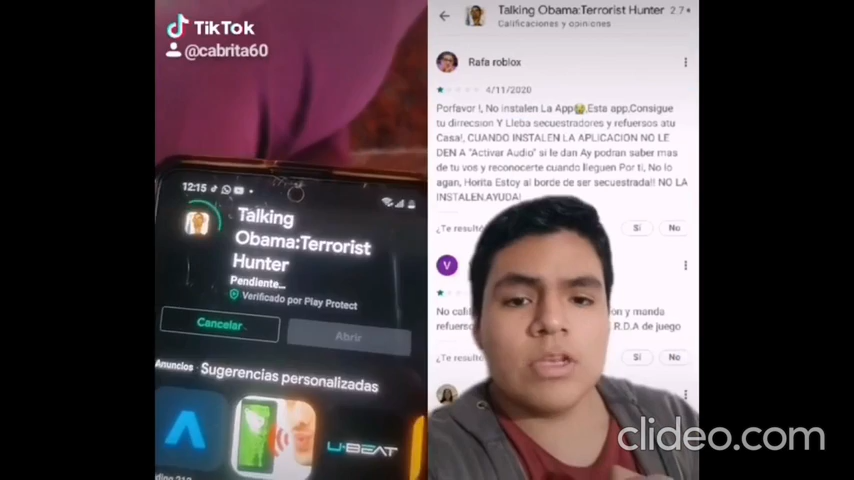 TikTok
@cabrita60
12:15
Talking
Obama:Terrorist
Hunter
Pendiente...
Verificado por Play Protect
Cancelar
Abrir
Anuncios · Sugerencias personalizadas
U-BEAT
Talking Obama:Terrorist Hunter
2.7
Calificaciones y opiniones
Rafa roblox
4/11/2020
Porfavor !, No instalen La App😭,Esta app,Consigue
tu dirrecsion Y Lleba secuestradores y refuersos atu
Casa!, CUANDO INSTALEN LA APLICACION NO LE
DEN A "Activar Audio" si le dan Ay podran saber mas
de tu vos y reconocerte cuando lleguen Por ti, No lo
agan, Horita Estoy al borde de ser secuestrada!! NO LA
INSTALEN,AYUDA!
¿Te resultó
Sí
No
V
No cali
on y manda
refuerso
R.D.A de juego
¿Te resultó
Sí
No
clideo.com